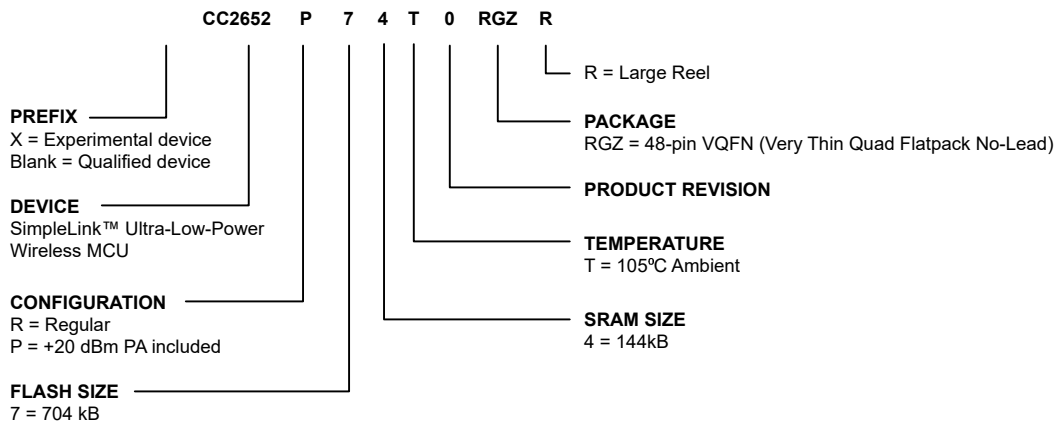 CC2652 P 7 4 T 0 RGZ R
PREFIX
X = Experimental device
Blank = Qualified device
DEVICE
SimpleLink™ Ultra-Low-Power
Wireless MCU
CONFIGURATION
R = Regular
P = +20 dBm PA included
FLASH SIZE
7 = 704 kB
R = Large Reel
PACKAGE
RGZ = 48-pin VQFN (Very Thin Quad Flatpack No-Lead)
PRODUCT REVISION
TEMPERATURE
T = 105ºC Ambient
SRAM SIZE
4 = 144kB